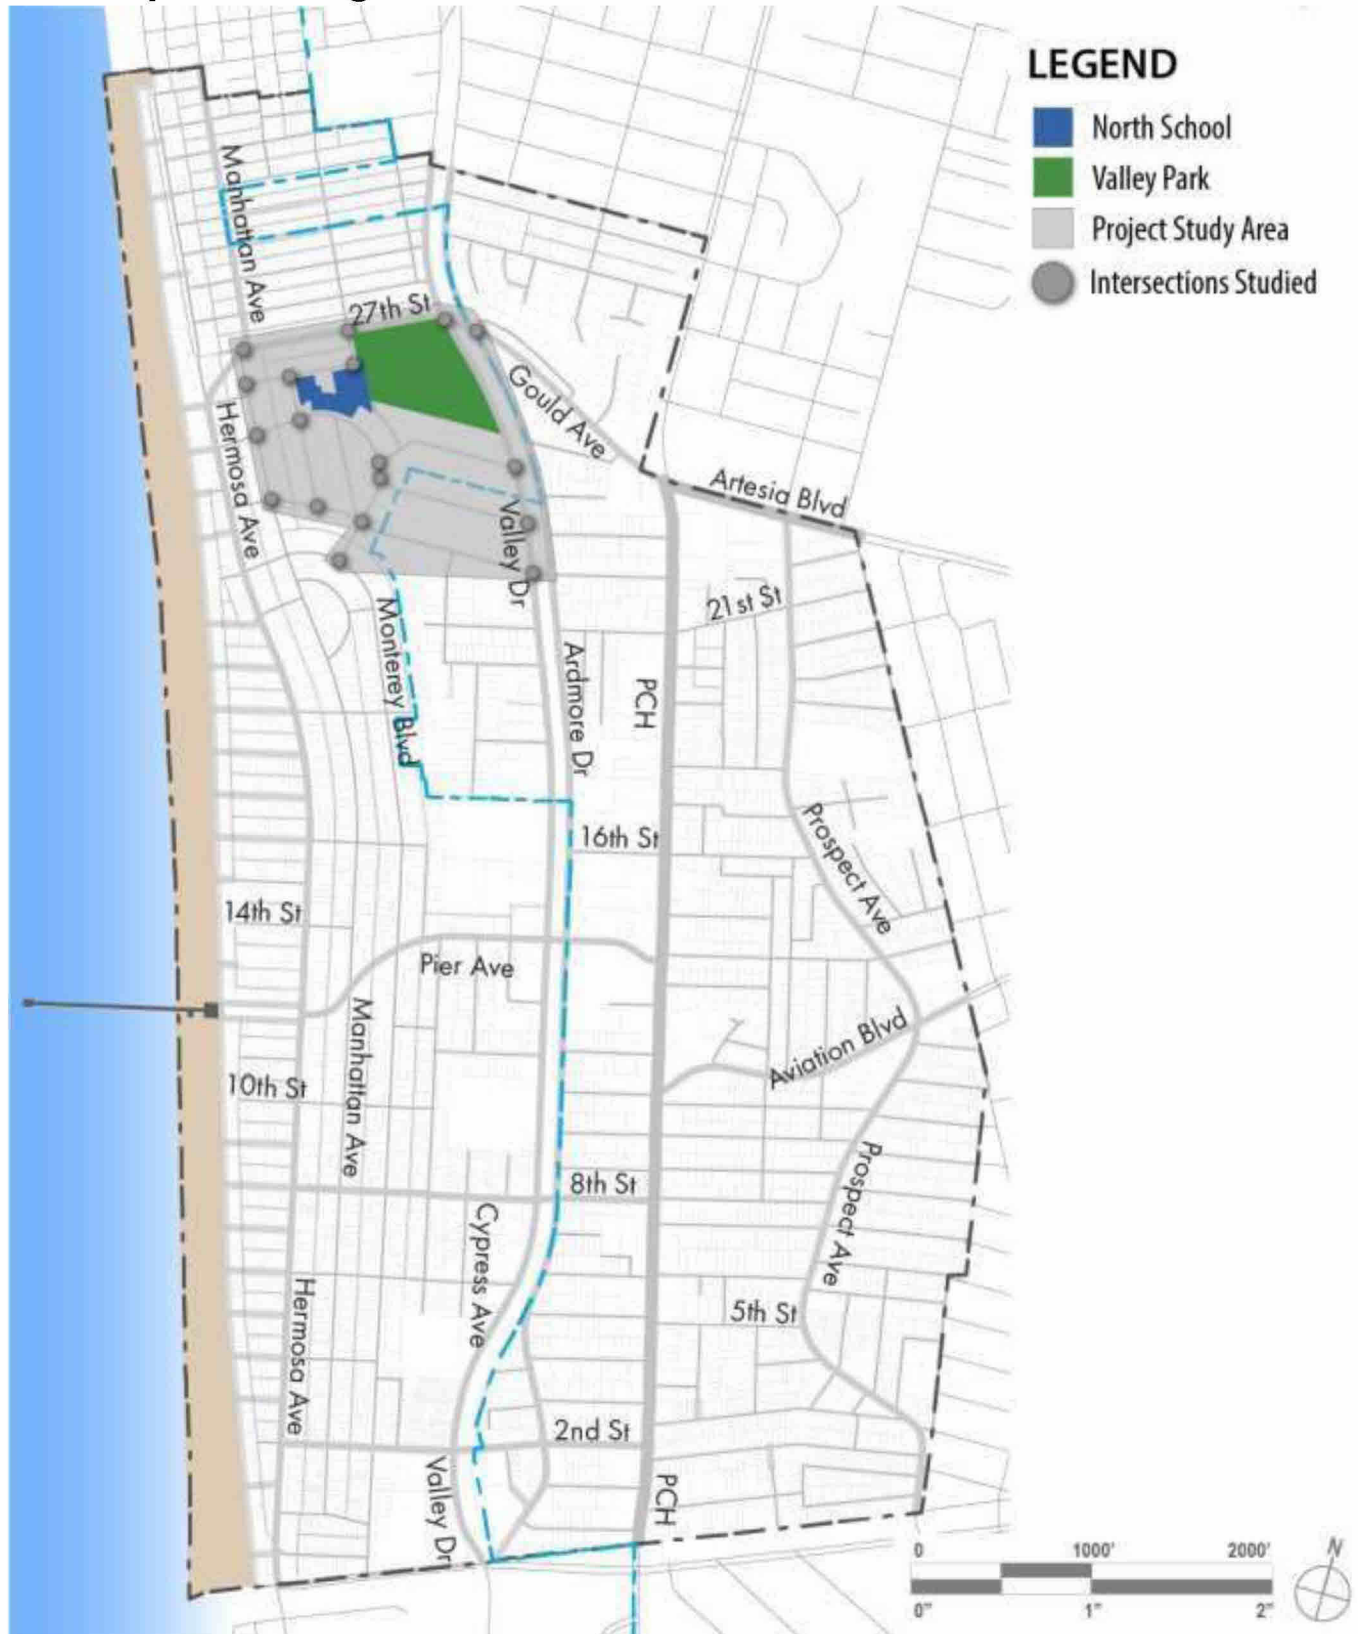 LEGEND
North School
Valley Park
Project Study Area
Intersections Studied
Manhattan Ave
27th St
Gould Ave
Hermosa Ave
Artesia Blvd
Valley Dr
21st St
Monterey Blvd
Ardmore Dr
PCH
16th St
Prospect Ave
14th St
Pier Ave
Manhattan Ave
Aviation Blvd
10th St
8th St
Prospect Ave
Cypress Ave
Hermosa Ave
5th St
2nd St
Valley Dr
PCH
0 1000' 2000'
0" 1" 2"
N